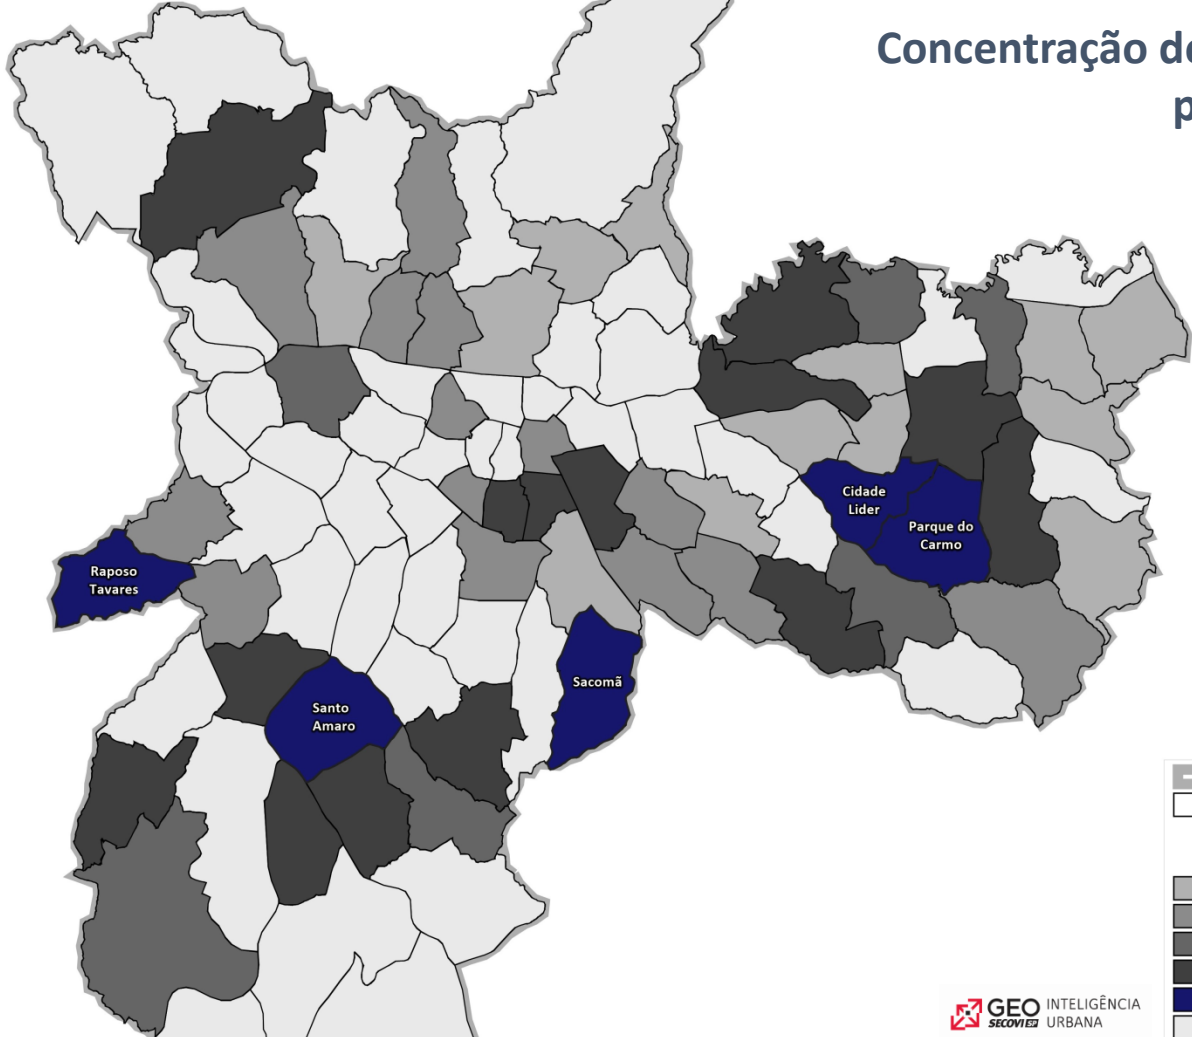 Concentração de
p
Cidade
Lider
Parque do
Carmo
Raposo
Tavares
Sacomã
Santo
Amaro
GEO INTELIGÊNCIA
SECOVI SP URBANA